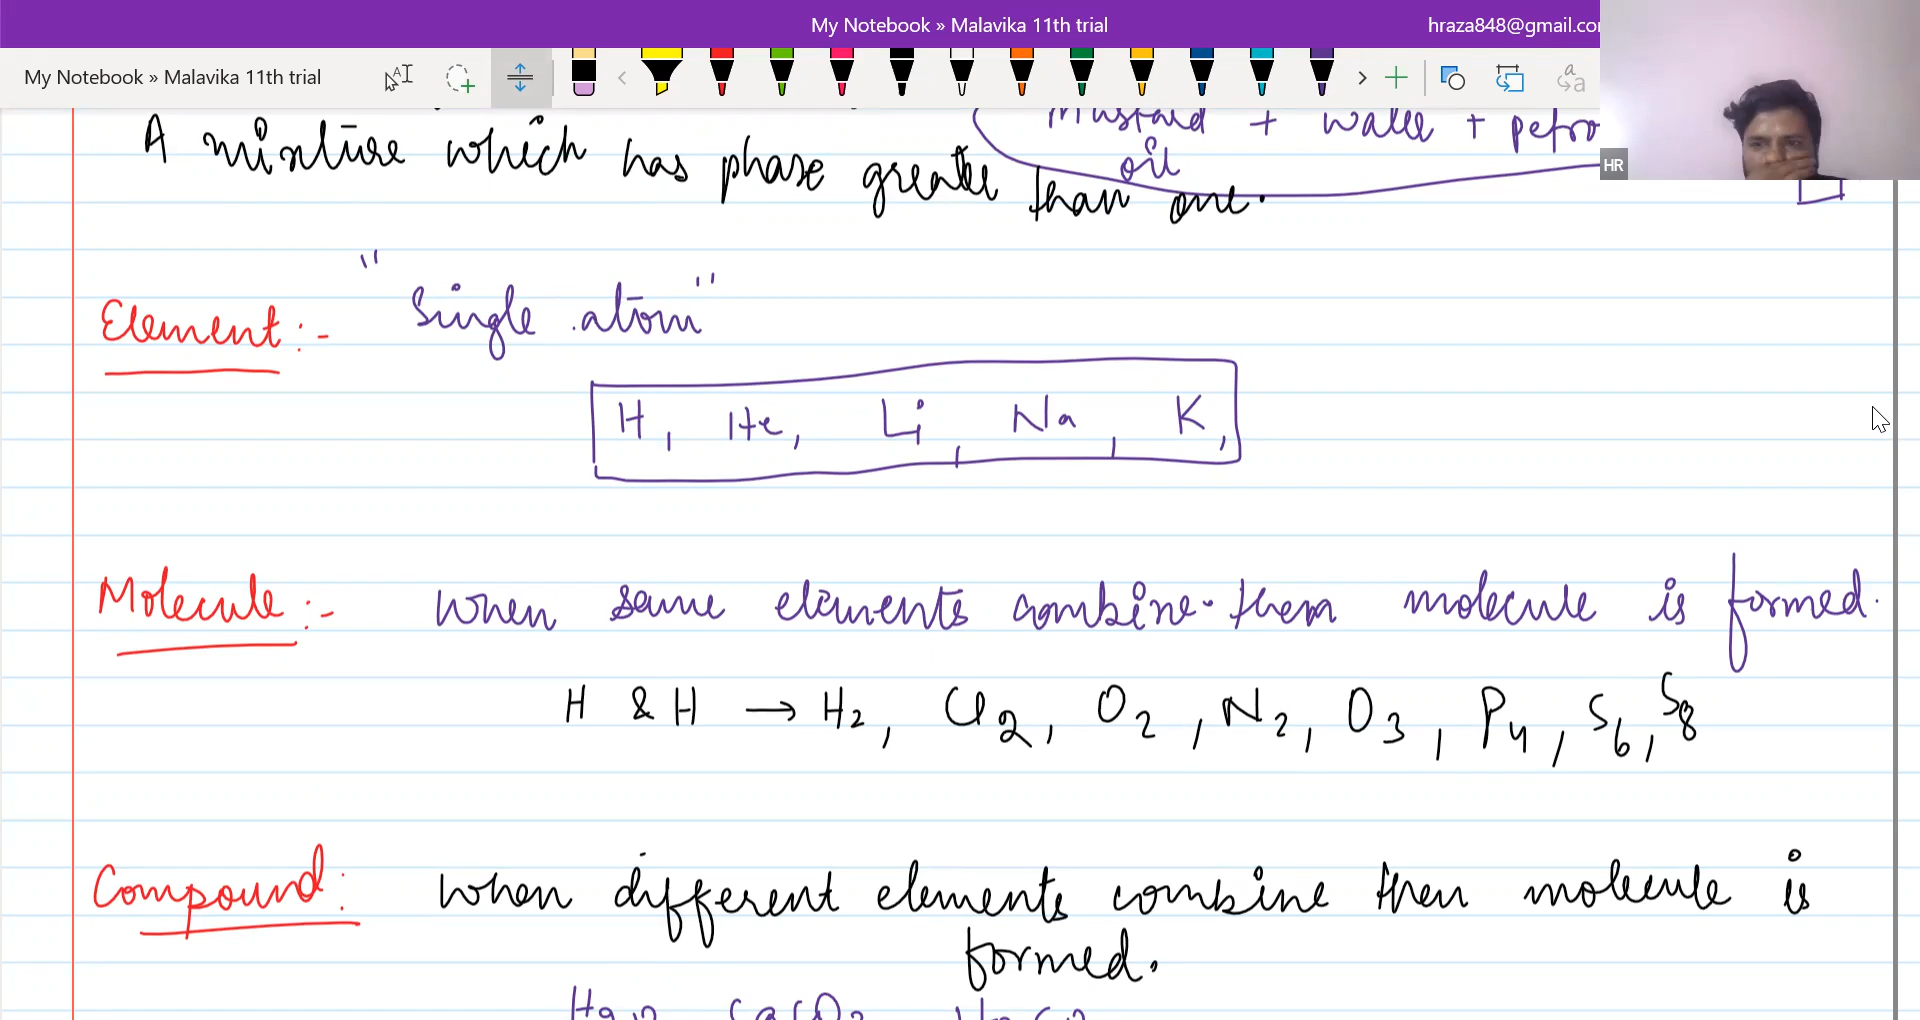 My Notebook » Malavika 11th trial
hraza848@gmail.co
My Notebook » Malavika 11th trial
Mustard + water + petro
oil
A mixture which has phase greater than one.
HR
Element:- "Single atom"
H, He, Li, Na, K,
Molecule:- When same elements combine them molecule is formed.
H & H → H2, Cl2, O2, N2, O3, P4, S6, S8
Compound: When different elements combine then molecule is
formed.